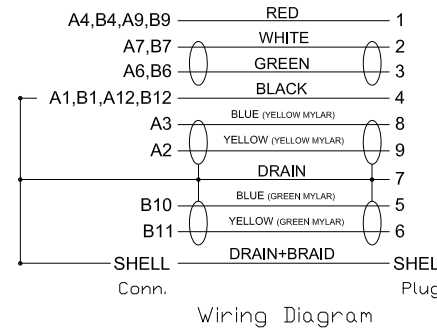 A4,B4,A9,B9 RED 1
A7,B7 WHITE 2
A6,B6 GREEN 3
A1,B1,A12,B12 BLACK 4
A3 BLUE (YELLOW MYLAR) 8
A2 YELLOW (YELLOW MYLAR) 9
DRAIN 7
B10 BLUE (GREEN MYLAR) 5
B11 YELLOW (GREEN MYLAR) 6
SHELL DRAIN+BRAID SHEL
Conn. Plug
Wiring Diagram